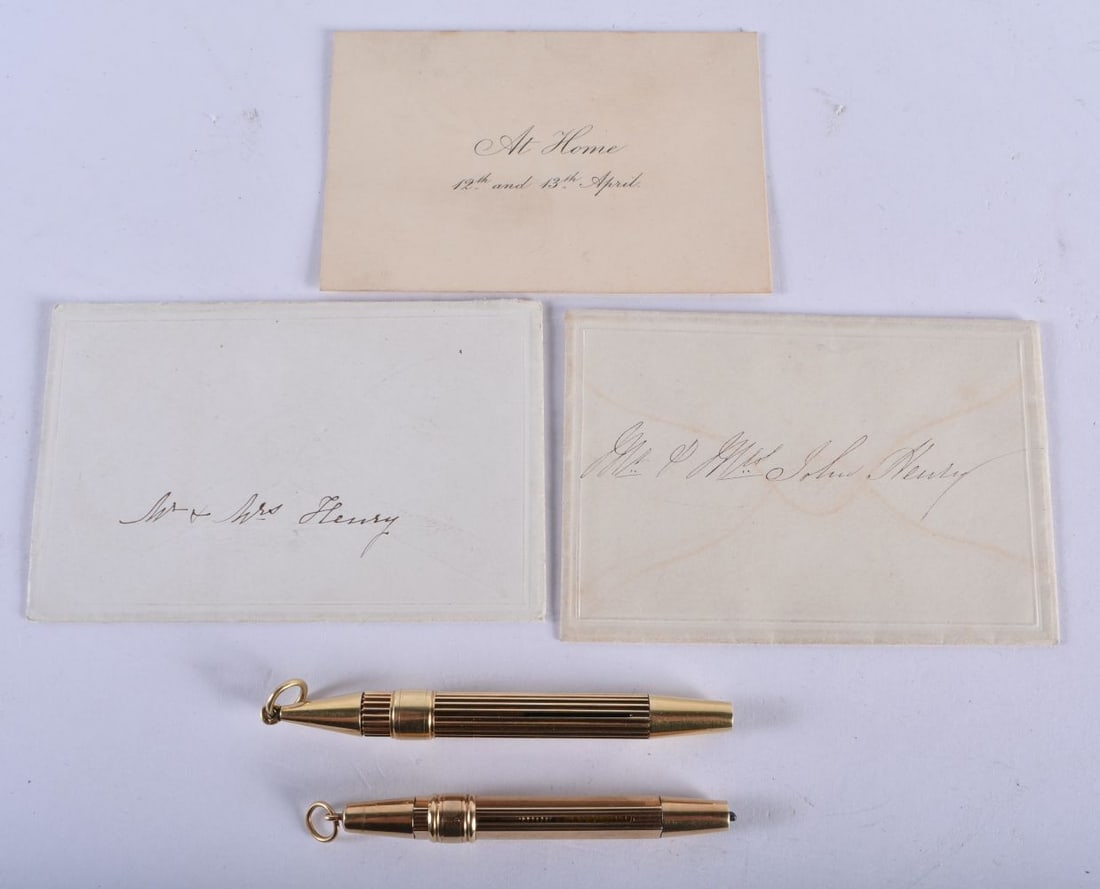 At Home
12th and 13th April.
Mr & Mrs Henry
Mr. & Mrs. John Henry